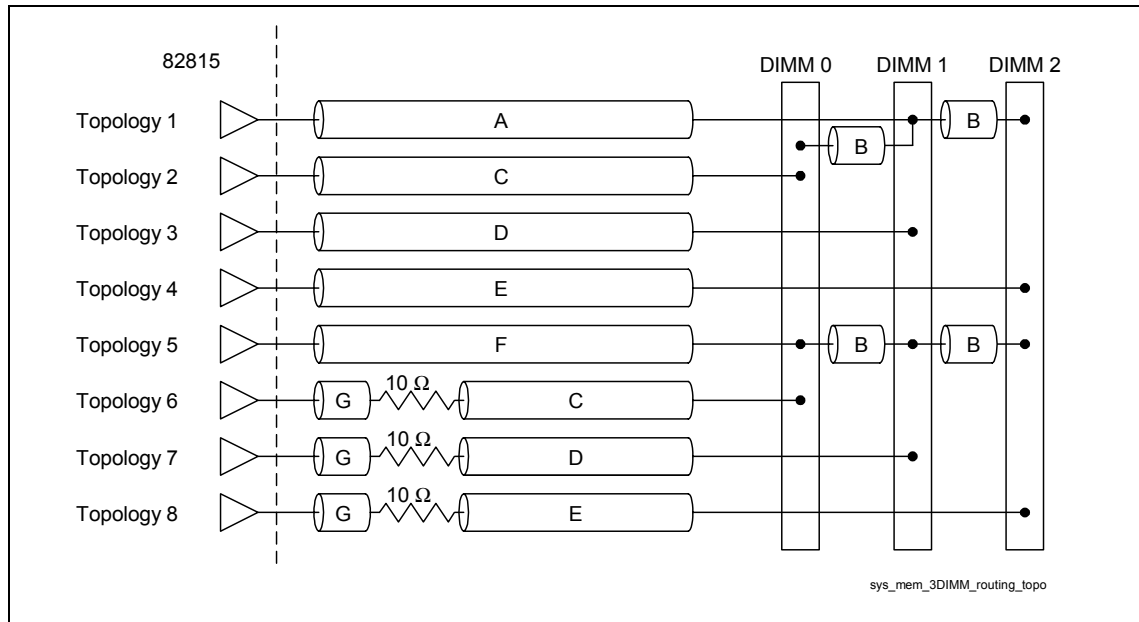 82815
DIMM 0 DIMM 1 DIMM 2
Topology 1 A B
B
Topology 2 C
Topology 3 D
Topology 4 E
Topology 5 F B B
10 Ω
Topology 6 G C
10 Ω
Topology 7 G D
10 Ω
Topology 8 G E
sys_mem_3DIMM_routing_topo